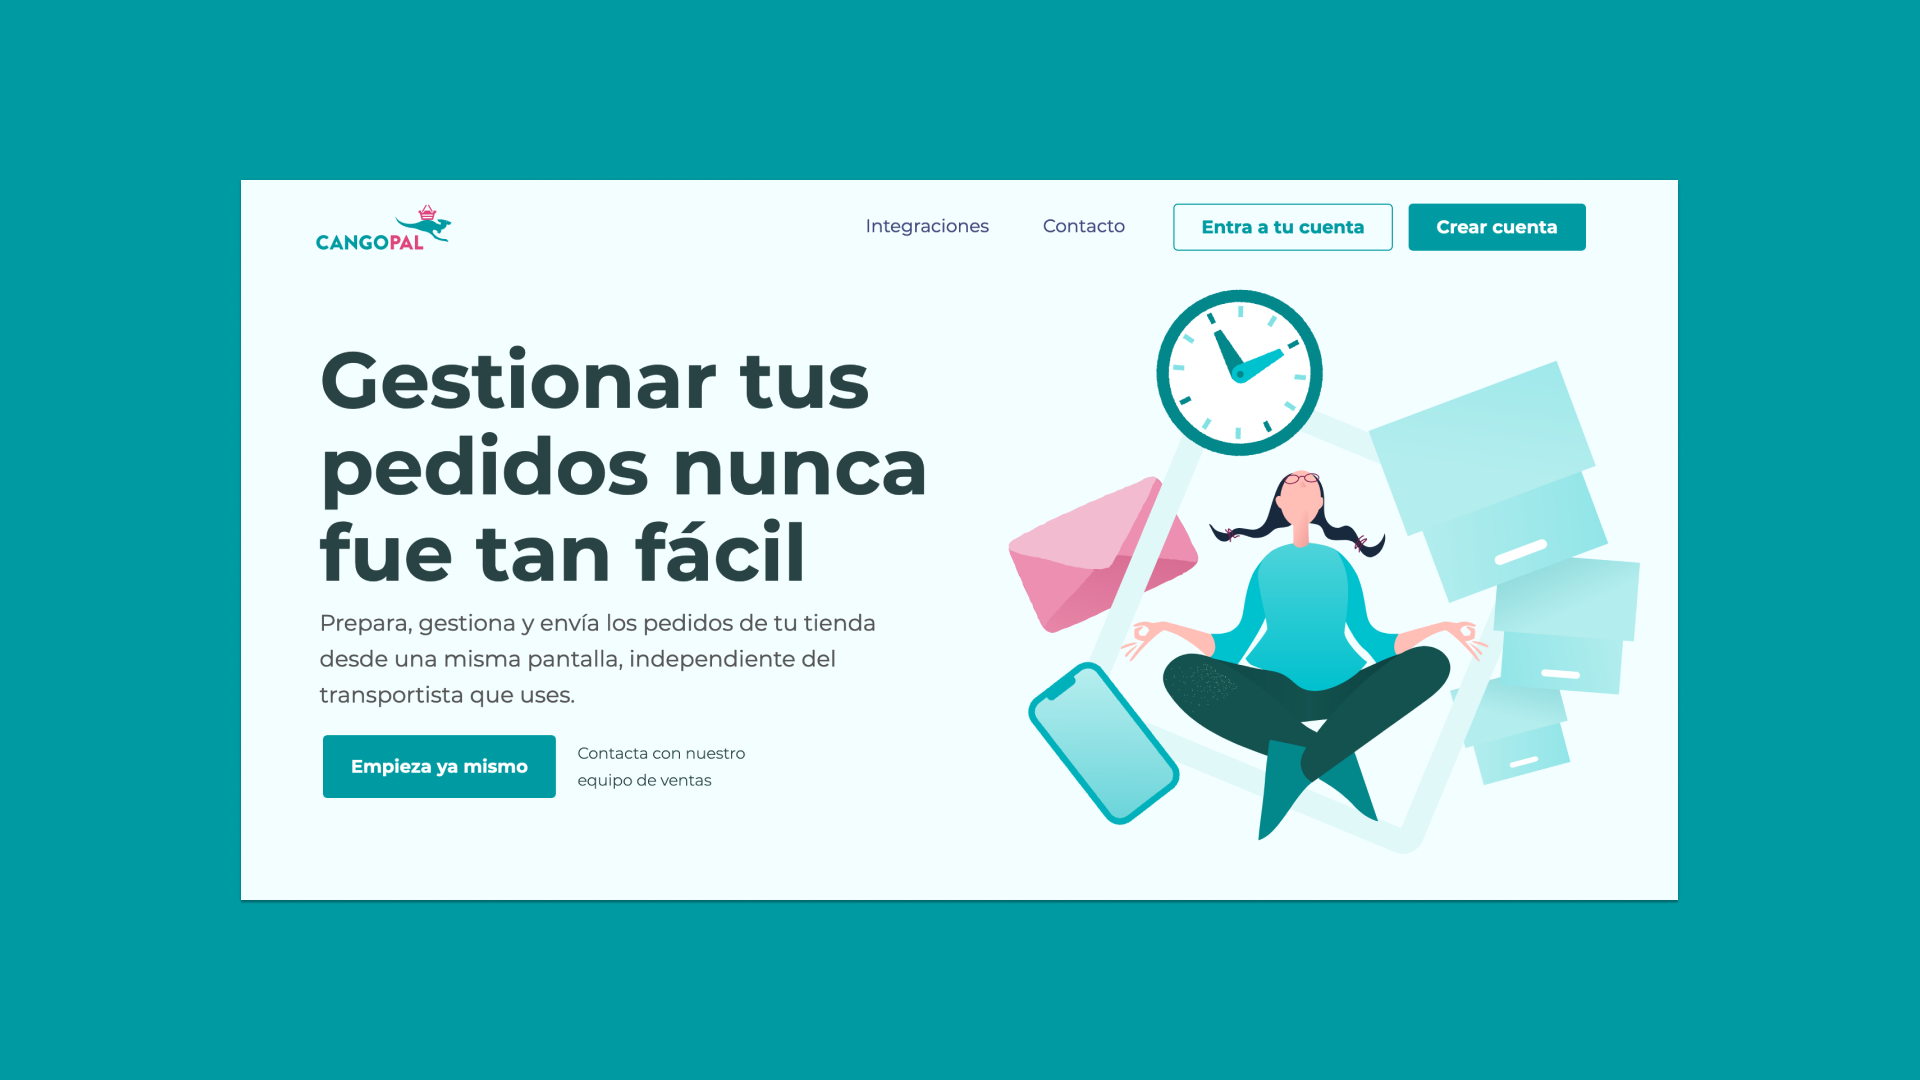 CANGOPAL
Integraciones
Contacto
Entra a tu cuenta
Crear cuenta
Gestionar tus
pedidos nunca
fue tan fácil
Prepara, gestiona y envía los pedidos de tu tienda
desde una misma pantalla, independiente del
transportista que uses.
Empieza ya mismo
Contacta con nuestro
equipo de ventas